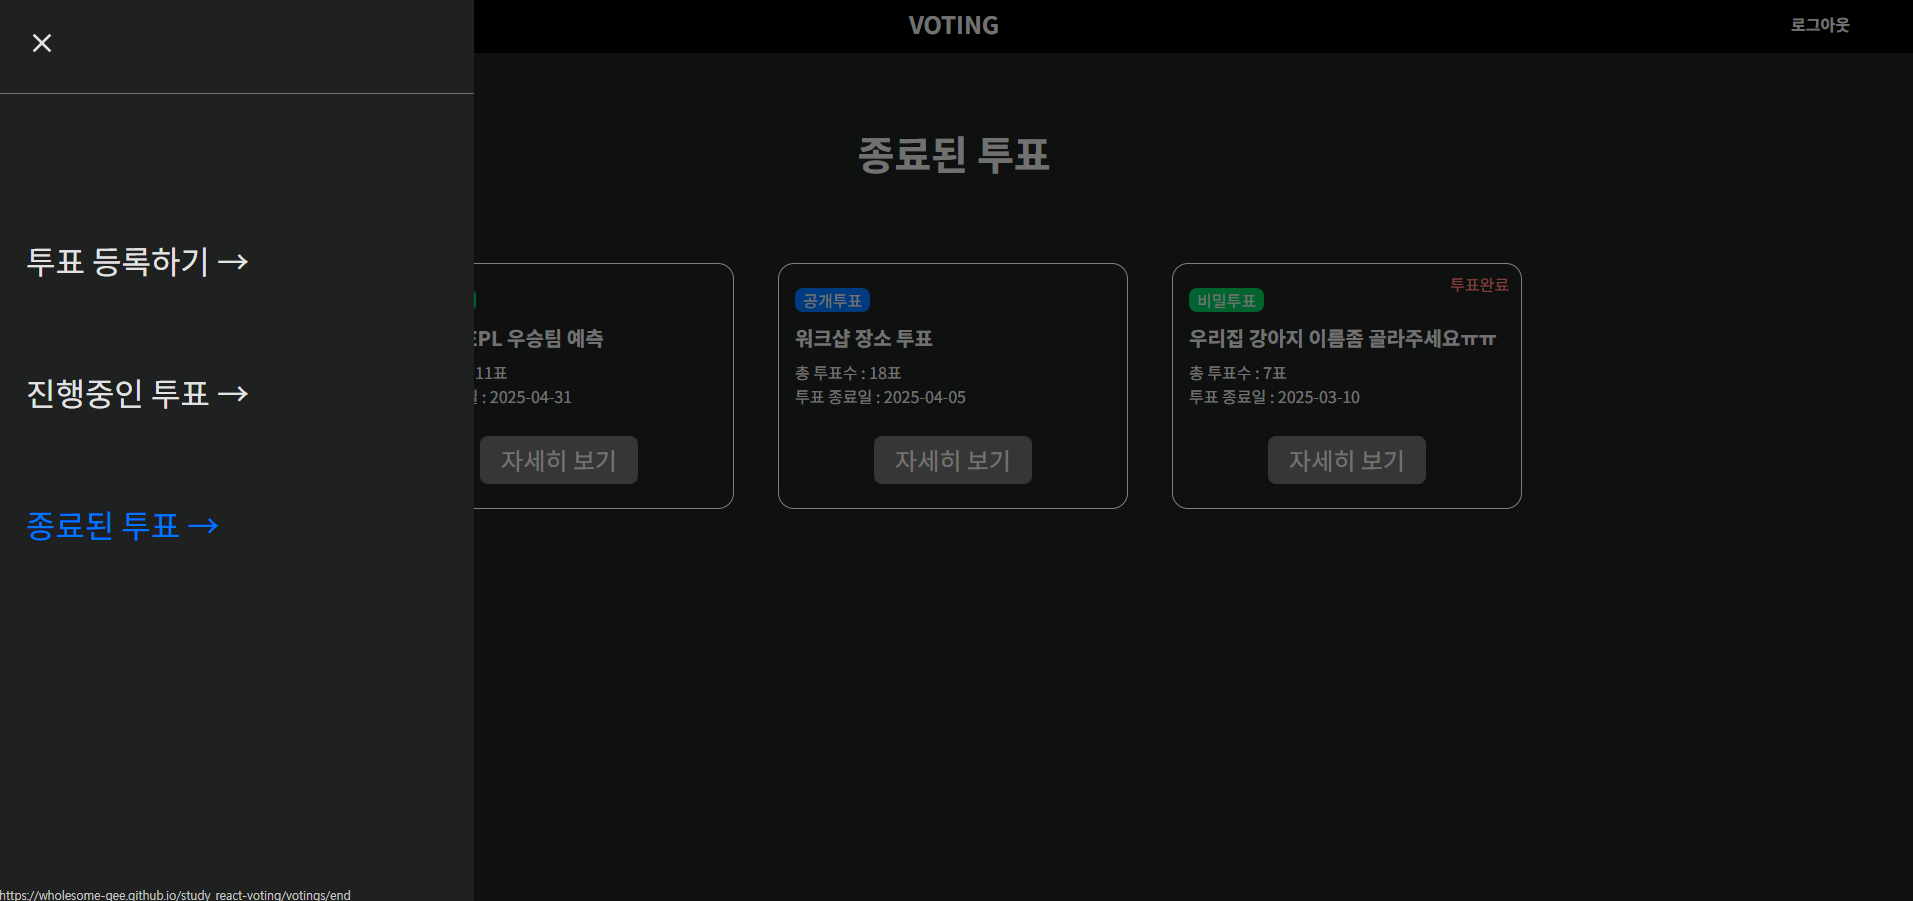 VOTING
로그아웃
종료된 투표
투표 등록하기 →
진행중인 투표 →
종료된 투표 →
EPL 우승팀 예측
11표
: 2025-04-31
자세히 보기
공개투표
워크샵 장소 투표
총 투표수 : 18표
투표 종료일 : 2025-04-05
자세히 보기
투표완료
비밀투표
우리집 강아지 이름좀 골라주세요ㅠㅠ
총 투표수 : 7표
투표 종료일 : 2025-03-10
자세히 보기
https://wholesome-gee.github.io/study_react-voting/votings/end